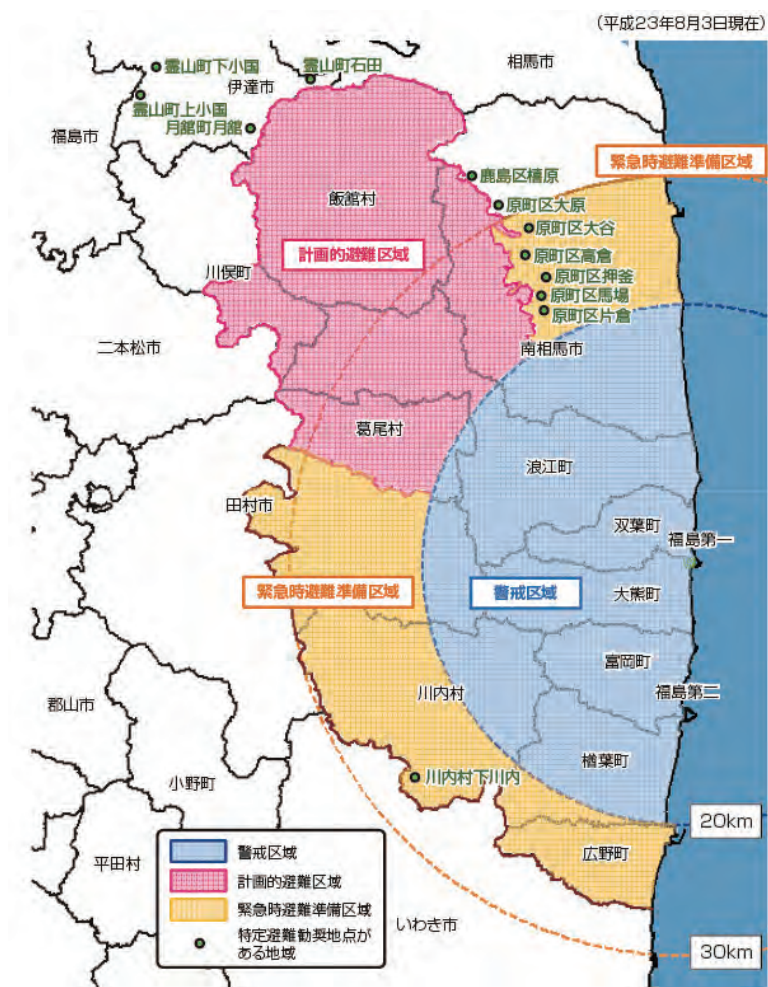 （平成23年8月3日現在）
霊山町下小国
霊山町石田
相馬市
伊達市
霊山町上小国
月舘町月舘
福島市
緊急時避難準備区域
鹿島区橲原
飯舘村
原町区大原
原町区大谷
計画的避難区域
原町区高倉
川俣町
原町区押釜
原町区馬場
原町区片倉
二本松市
南相馬市
葛尾村
浪江町
田村市
双葉町
福島第一
緊急時避難準備区域
警戒区域
大熊町
富岡町
川内村
福島第二
郡山市
楢葉町
小野町
川内村下川内
20km
警戒区域
広野町
平田村
計画的避難区域
緊急時避難準備区域
いわき市
特定避難勧奨地点が
ある地域
30km